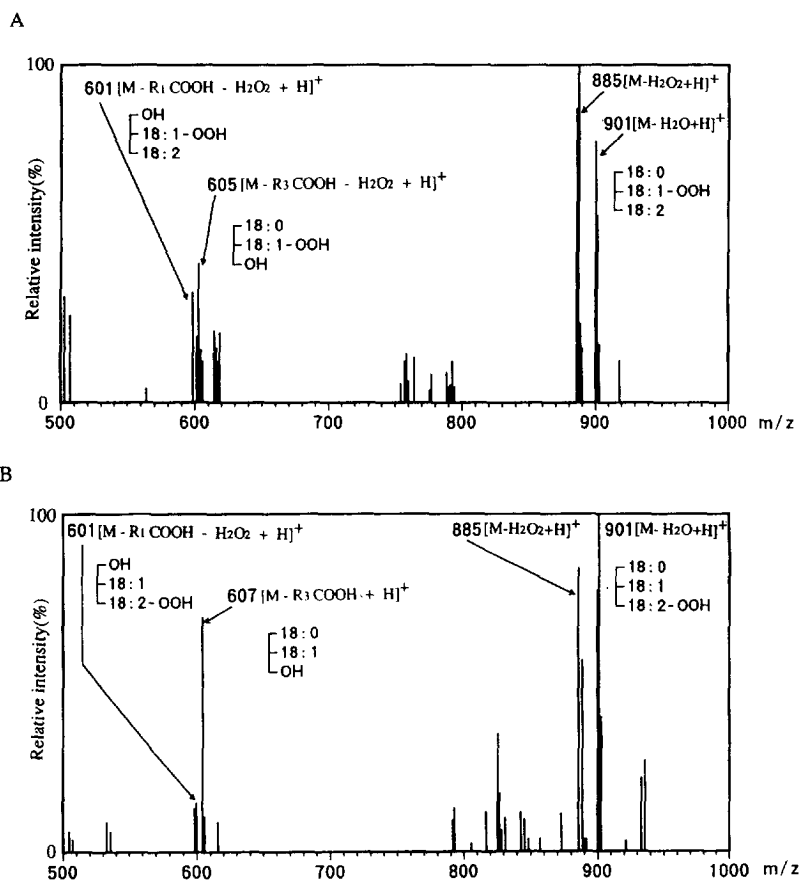 A
100
601 [M - R1 COOH - H2O2 + H]+
OH
18:1-OOH
18:2
885[M-H2O2+H]+
901[M- H2O+H]+
18:0
18:1-OOH
18:2
605 [M - R3 COOH - H2O2 + H]+
18:0
18:1-OOH
OH
Relative intensity(%)
0
500 600 700 800 900 1000 m/z
B
100
601 [M - R1 COOH - H2O2 + H]+
OH
18:1
18:2-OOH
885 [M-H2O2+H]+
901[M- H2O+H]+
18:0
18:1
18:2-OOH
607 [M - R3 COOH + H]+
18:0
18:1
OH
Relative intensity(%)
0
500 600 700 800 900 1000 m/z